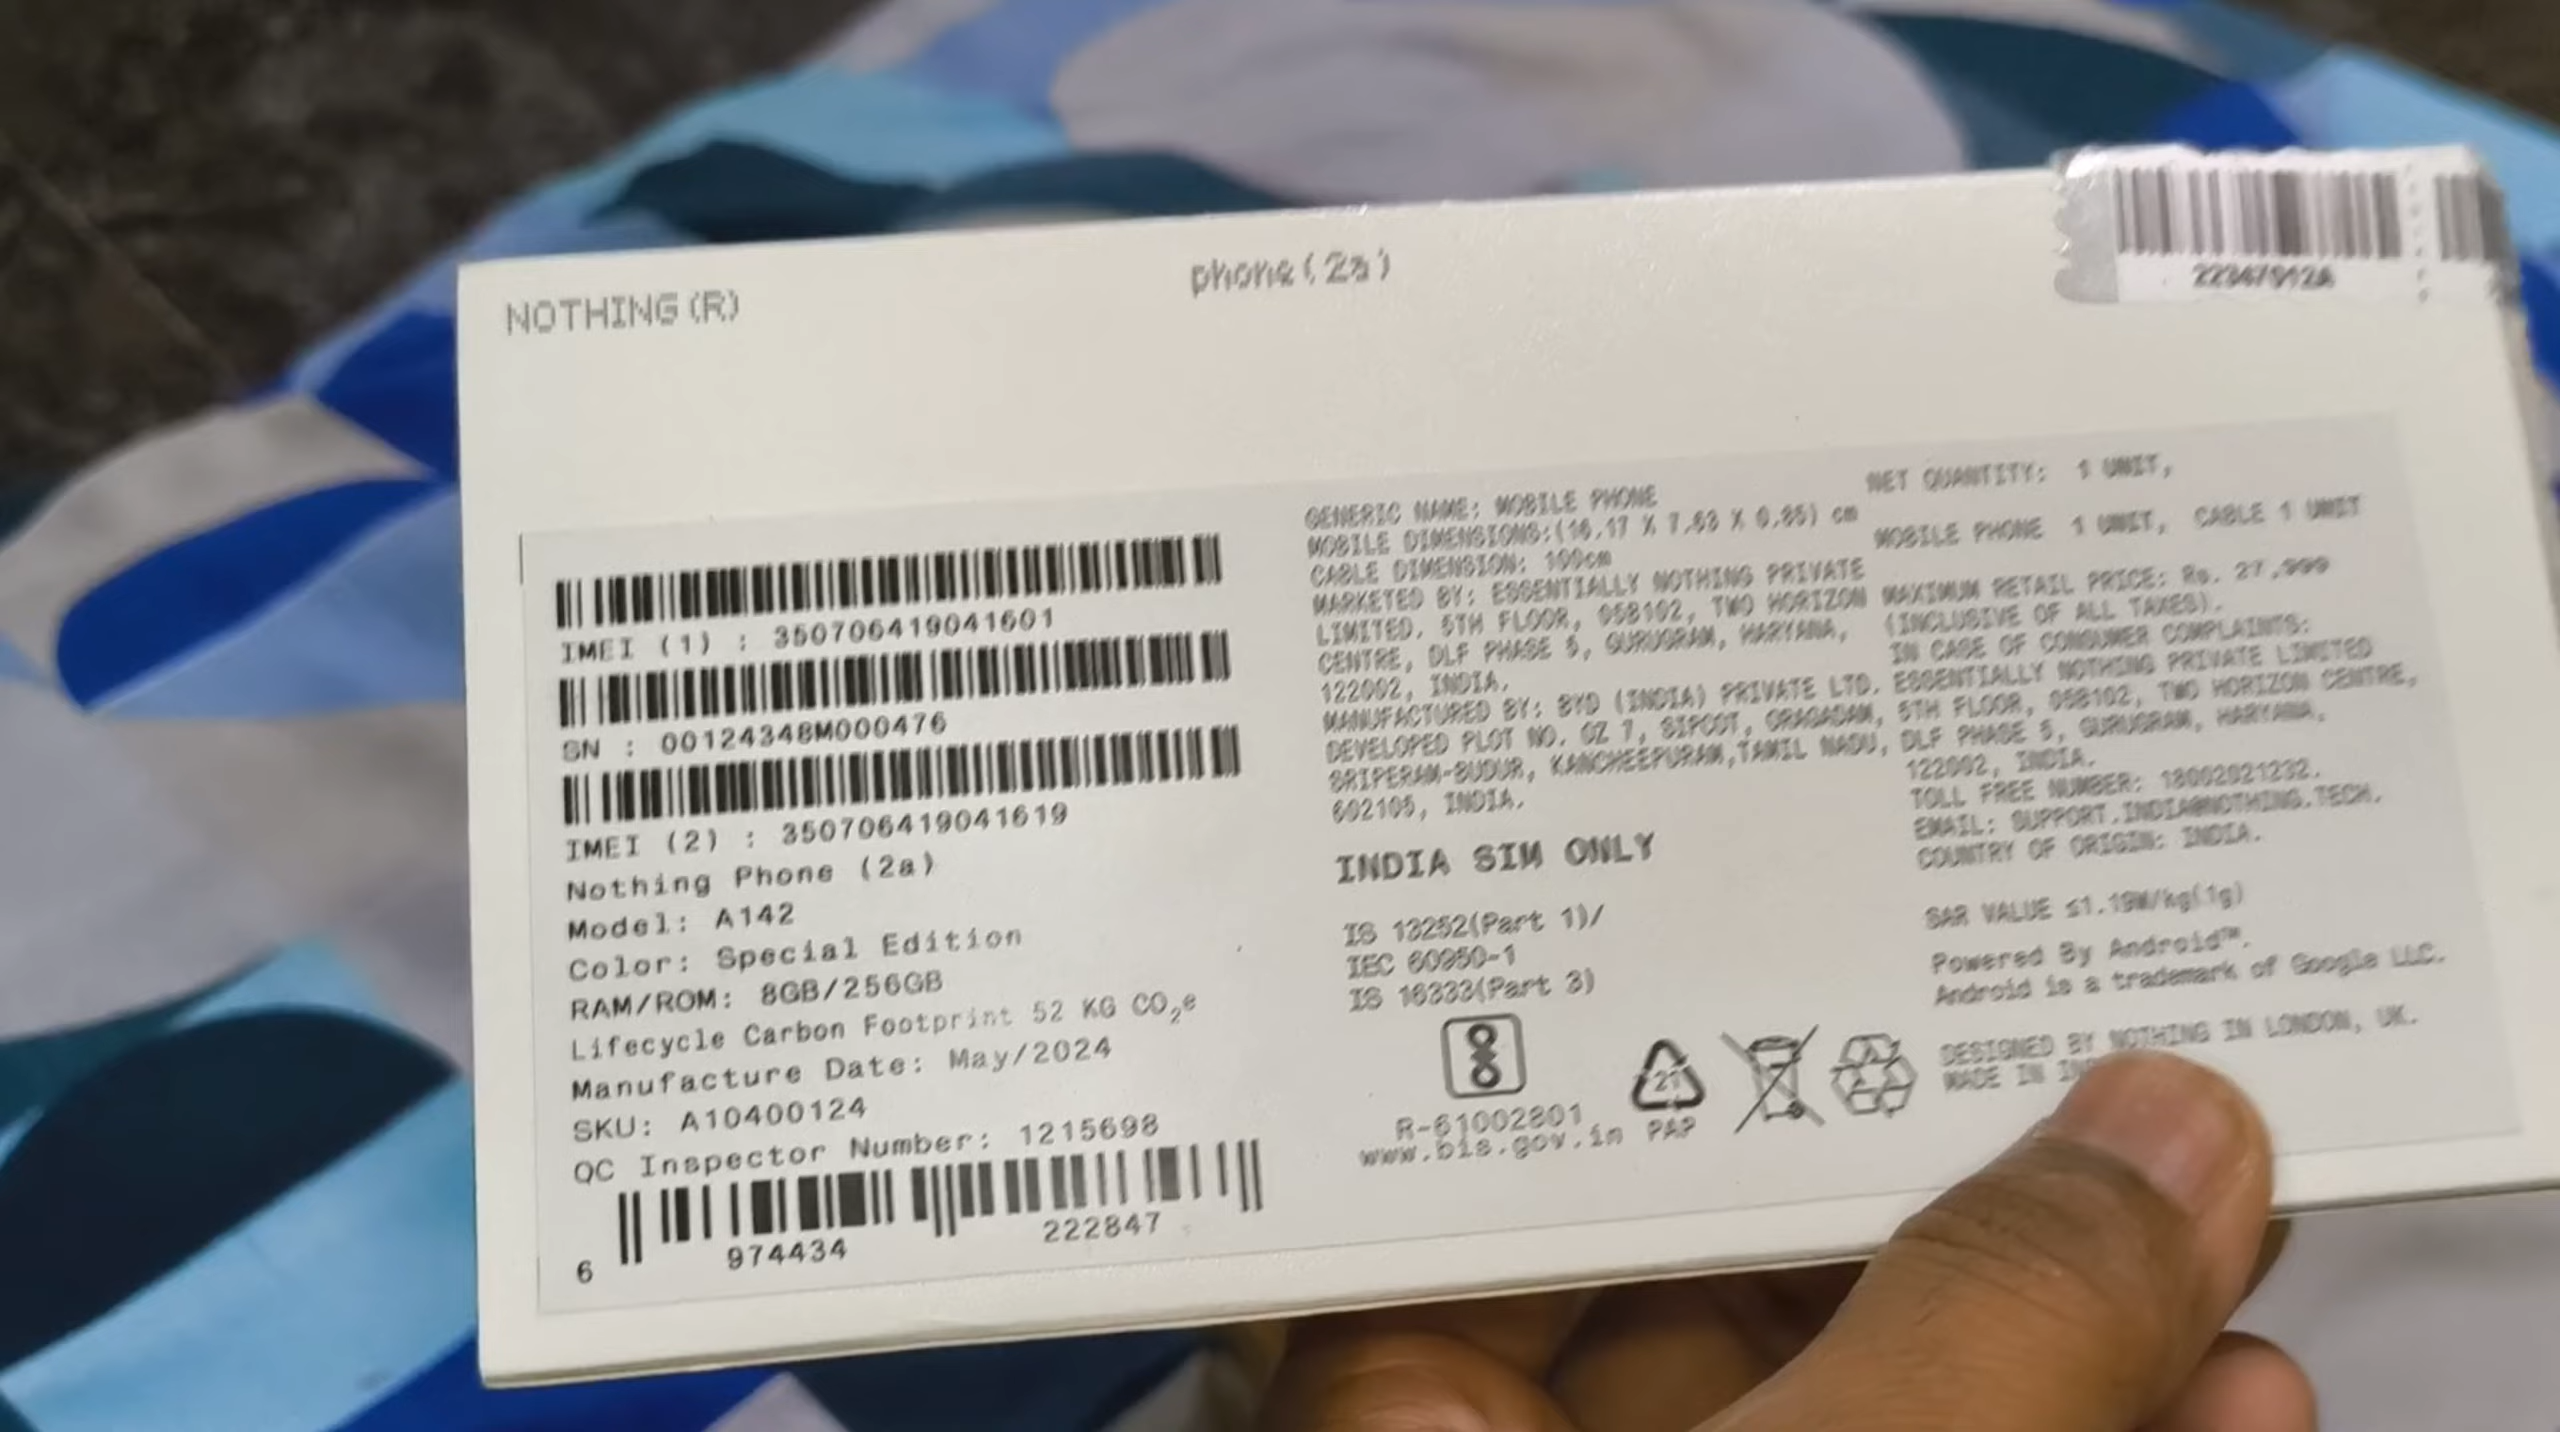 NOTHING (R)
phone (2a)
IMEI (1) : 350706419041601
SN : 00124348M000476
IMEI (2) : 350706419041619
Nothing Phone (2a)
Model: A142
Color: Special Edition
RAM/ROM: 8GB/256GB
Lifecycle Carbon Footprint 52 KG CO₂e
Manufacture Date: May/2024
SKU: A10400124
QC Inspector Number: 1215698
6 974434 222847
GENERIC NAME: MOBILE PHONE
MOBILE DIMENSIONS:(16.17 X 7.63 X 0.85) cm
CABLE DIMENSION: 100cm
MARKETED BY: ESSENTIALLY NOTHING PRIVATE
LIMITED, 5TH FLOOR, 05B102, TWO HORIZON
CENTRE, DLF PHASE 5, GURUGRAM, HARYANA,
122002, INDIA.
MANUFACTURED BY: BYD (INDIA) PRIVATE LTD.
DEVELOPED PLOT NO. OZ 7, SIPCOT, ORAGADAM,
SRIPERAM-BUDUR, KANCHEEPURAM,TAMIL NADU,
602105, INDIA.
INDIA SIM ONLY
IS 13252(Part 1)/
IEC 60950-1
IS 16333(Part 3)
R-61002801
www.bis.gov.in
21
PAP
NET QUANTITY: 1 UNIT,
MOBILE PHONE 1 UNIT, CABLE 1 UNIT
MAXIMUM RETAIL PRICE: Rs. 27,999
(INCLUSIVE OF ALL TAXES).
IN CASE OF CONSUMER COMPLAINTS:
ESSENTIALLY NOTHING PRIVATE LIMITED
5TH FLOOR, 05B102, TWO HORIZON CENTRE,
DLF PHASE 5, GURUGRAM, HARYANA,
122002, INDIA.
TOLL FREE NUMBER: 18002021232.
EMAIL: SUPPORT.INDIA@NOTHING.TECH.
COUNTRY OF ORIGIN: INDIA.
SAR VALUE ≤1.19W/kg(1g)
Powered By Android™.
Android is a trademark of Google LLC.
DESIGNED BY NOTHING IN LONDON, UK.
MADE IN